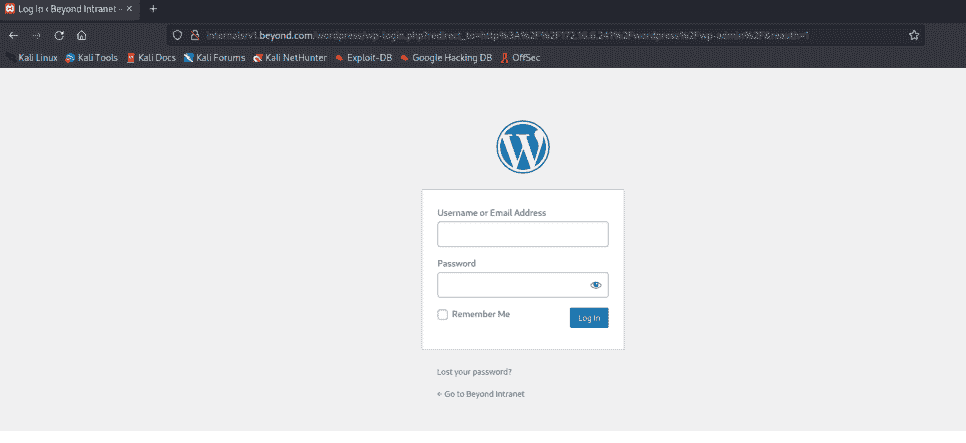 Log In ‹ Beyond Intranet –
internalsrv1.beyond.com/wordpress/wp-login.php?redirect_to=http%3A%2F%2F172.16.6.241%2Fwordpress%2Fwp-admin%2F&reauth=1
Kali Linux Kali Tools Kali Docs Kali Forums Kali NetHunter Exploit-DB Google Hacking DB OffSec
Username or Email Address
Password
Remember Me Log In
Lost your password?
← Go to Beyond Intranet